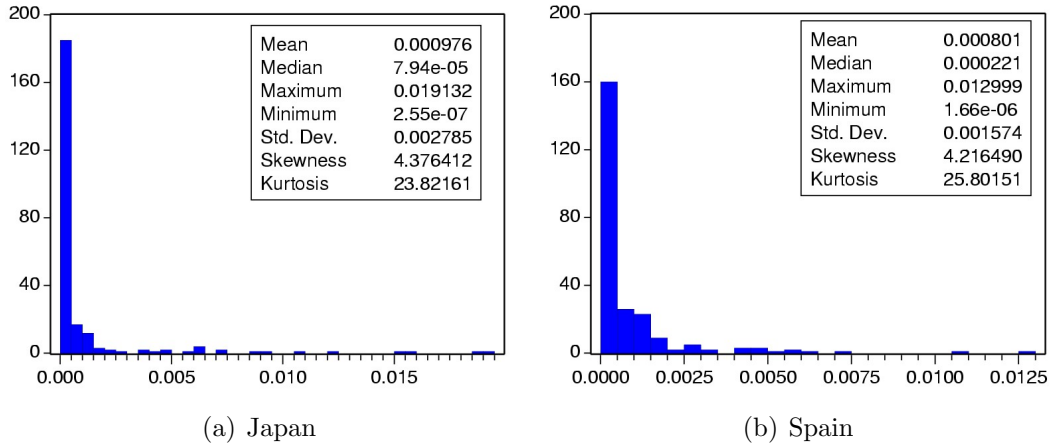 200
160
120
80
40
0
Mean 0.000976
Median 7.94e-05
Maximum 0.019132
Minimum 2.55e-07
Std. Dev. 0.002785
Skewness 4.376412
Kurtosis 23.82161
0.000 0.005 0.010 0.015
(a) Japan
200
160
120
80
40
0
Mean 0.000801
Median 0.000221
Maximum 0.012999
Minimum 1.66e-06
Std. Dev. 0.001574
Skewness 4.216490
Kurtosis 25.80151
0.0000 0.0025 0.0050 0.0075 0.0100 0.0125
(b) Spain